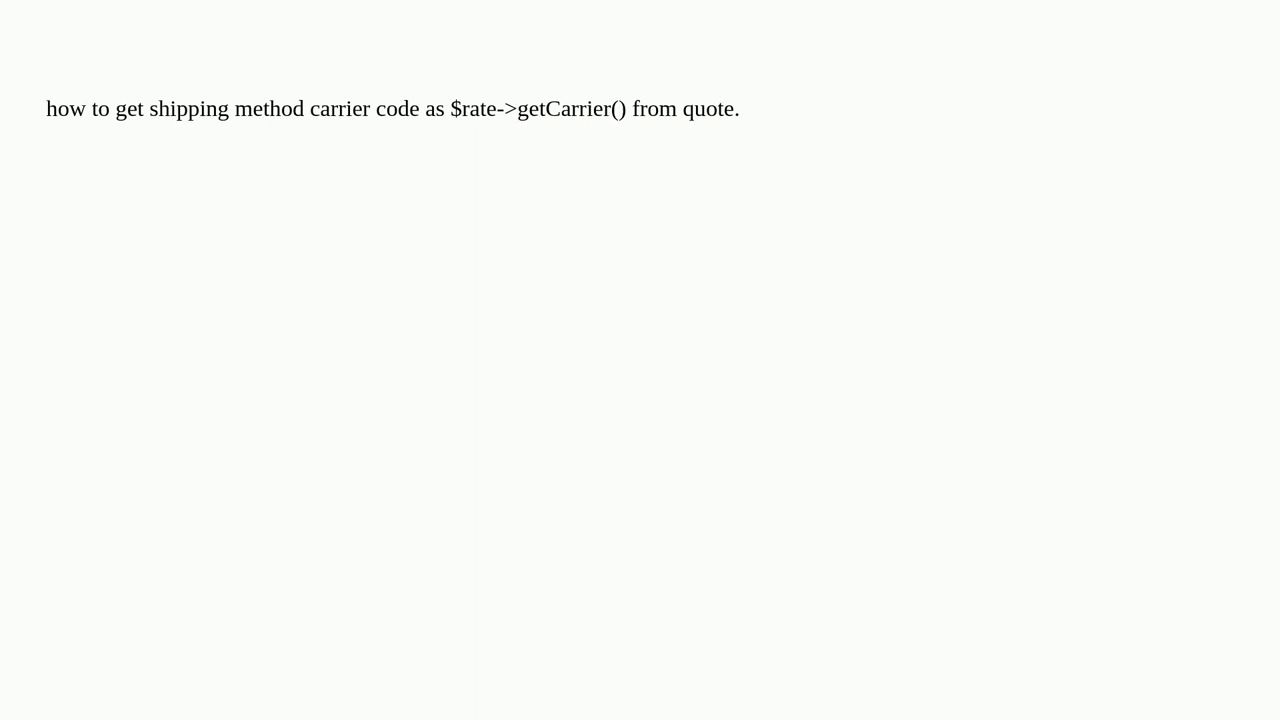 how to get shipping method carrier code as $rate->getCarrier() from quote.